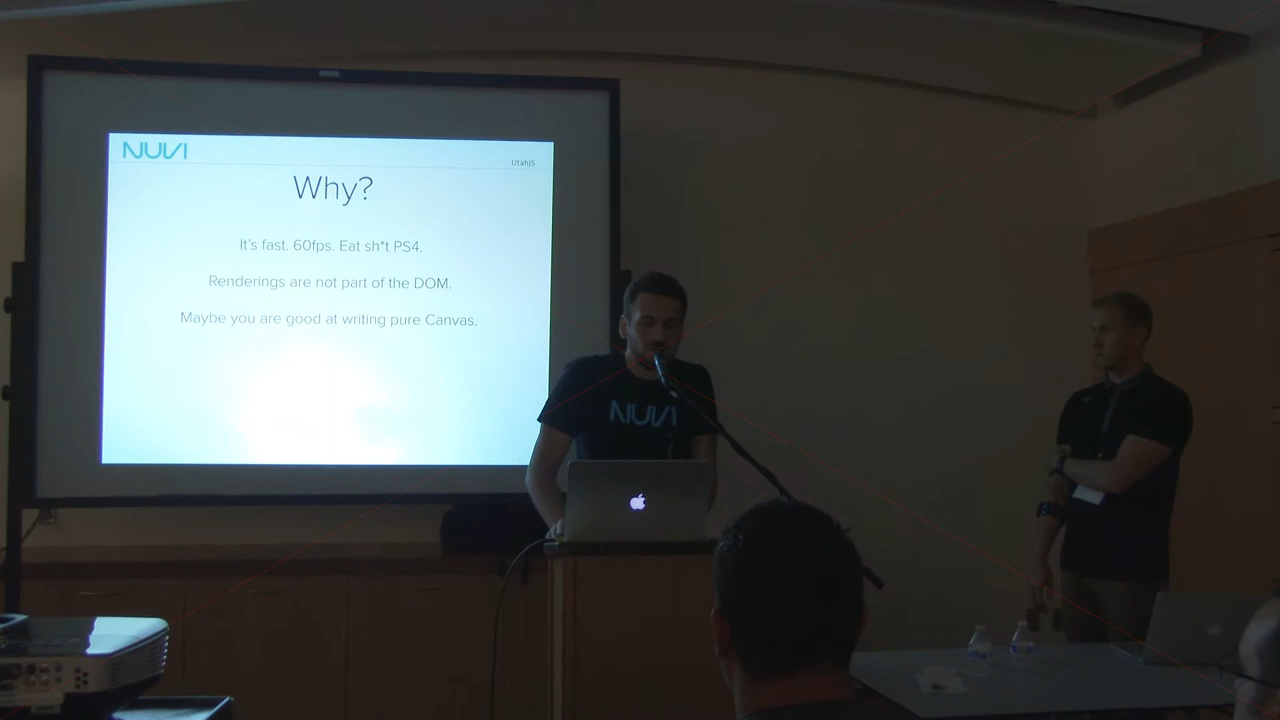 NUVI
UtahJS
Why?
It's fast. 60fps. Eat sh*t PS4.
Renderings are not part of the DOM.
Maybe you are good at writing pure Canvas.
NUVI